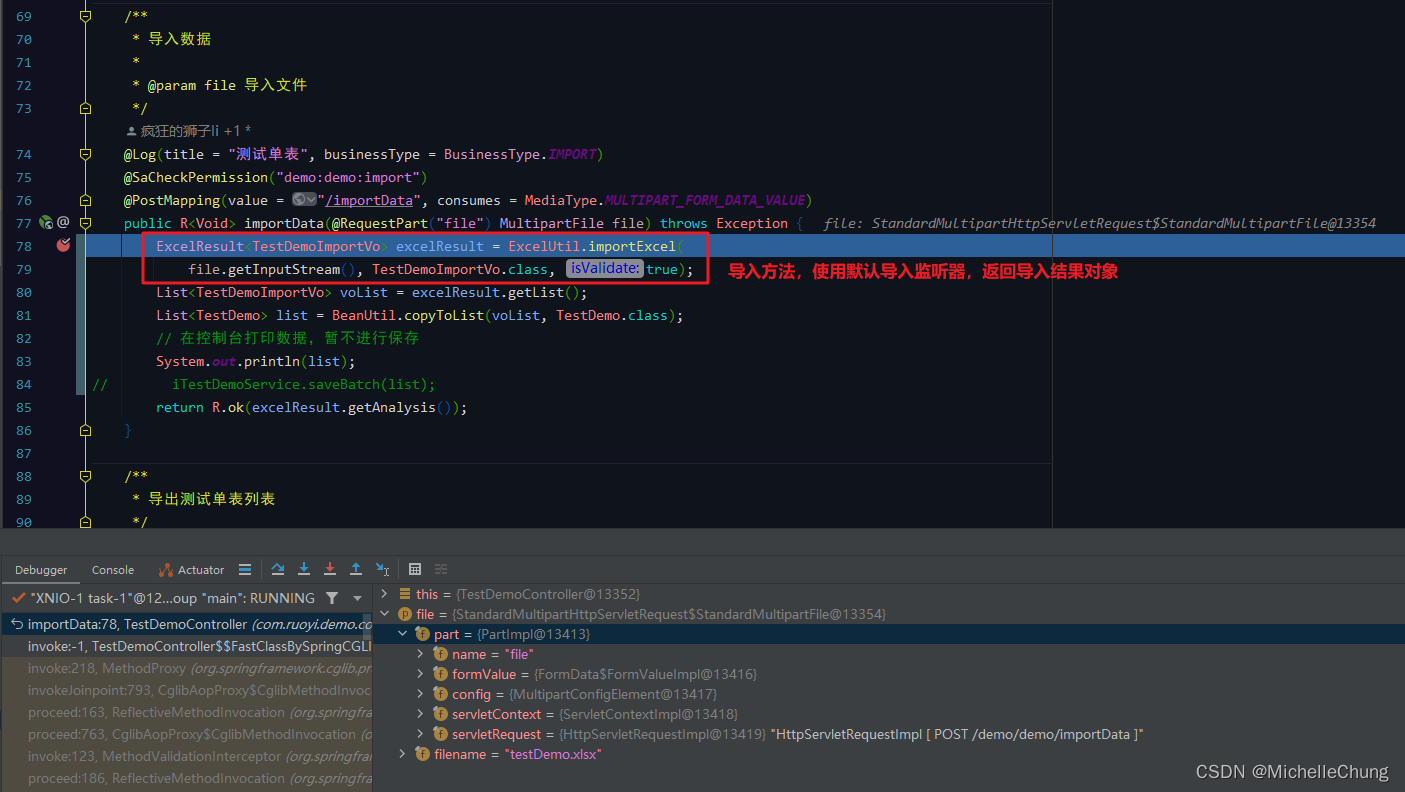 69 /**
70 * 导入数据
71 *
72 * @param file 导入文件
73 */
疯狂的狮子li +1 *
74 @Log(title = "测试单表", businessType = BusinessType.IMPORT)
75 @SaCheckPermission("demo:demo:import")
76 @PostMapping(value = "/importData", consumes = MediaType.MULTIPART_FORM_DATA_VALUE)
77 @ public R<Void> importData(@RequestPart("file") MultipartFile file) throws Exception { file: StandardMultipartHttpServletRequest$StandardMultipartFile@13354
78 ExcelResult<TestDemoImportVo> excelResult = ExcelUtil.importExcel(
79 file.getInputStream(), TestDemoImportVo.class, isValidate: true); 导入方法，使用默认导入监听器，返回导入结果对象
80 List<TestDemoImportVo> voList = excelResult.getList();
81 List<TestDemo> list = BeanUtil.copyToList(voList, TestDemo.class);
82 // 在控制台打印数据，暂不进行保存
83 System.out.println(list);
84 // iTestDemoService.saveBatch(list);
85 return R.ok(excelResult.getAnalysis());
86 }
87
88 /**
89 * 导出测试单表列表
90 */
Debugger Console Actuator
"XNIO-1 task-1"@12...oup "main": RUNNING
importData:78, TestDemoController (com.ruoyi.demo.co
invoke:-1, TestDemoController$$FastClassBySpringCGLI
invoke:218, MethodProxy (org.springframework.cglib.pr
invokeJoinpoint:793, CglibAopProxy$CglibMethodInvoc
proceed:163, ReflectiveMethodInvocation (org.springfra
proceed:763, CglibAopProxy$CglibMethodInvocation (o
invoke:123, MethodValidationInterceptor (org.springfra
proceed:186, ReflectiveMethodInvocation (org.springfra
this = {TestDemoController@13352}
file = {StandardMultipartHttpServletRequest$StandardMultipartFile@13354}
part = {PartImpl@13413}
name = "file"
formValue = {FormData$FormValueImpl@13416}
config = {MultipartConfigElement@13417}
servletContext = {ServletContextImpl@13418}
servletRequest = {HttpServletRequestImpl@13419} "HttpServletRequestImpl [ POST /demo/demo/importData ]"
filename = "testDemo.xlsx"
CSDN @MichelleChung